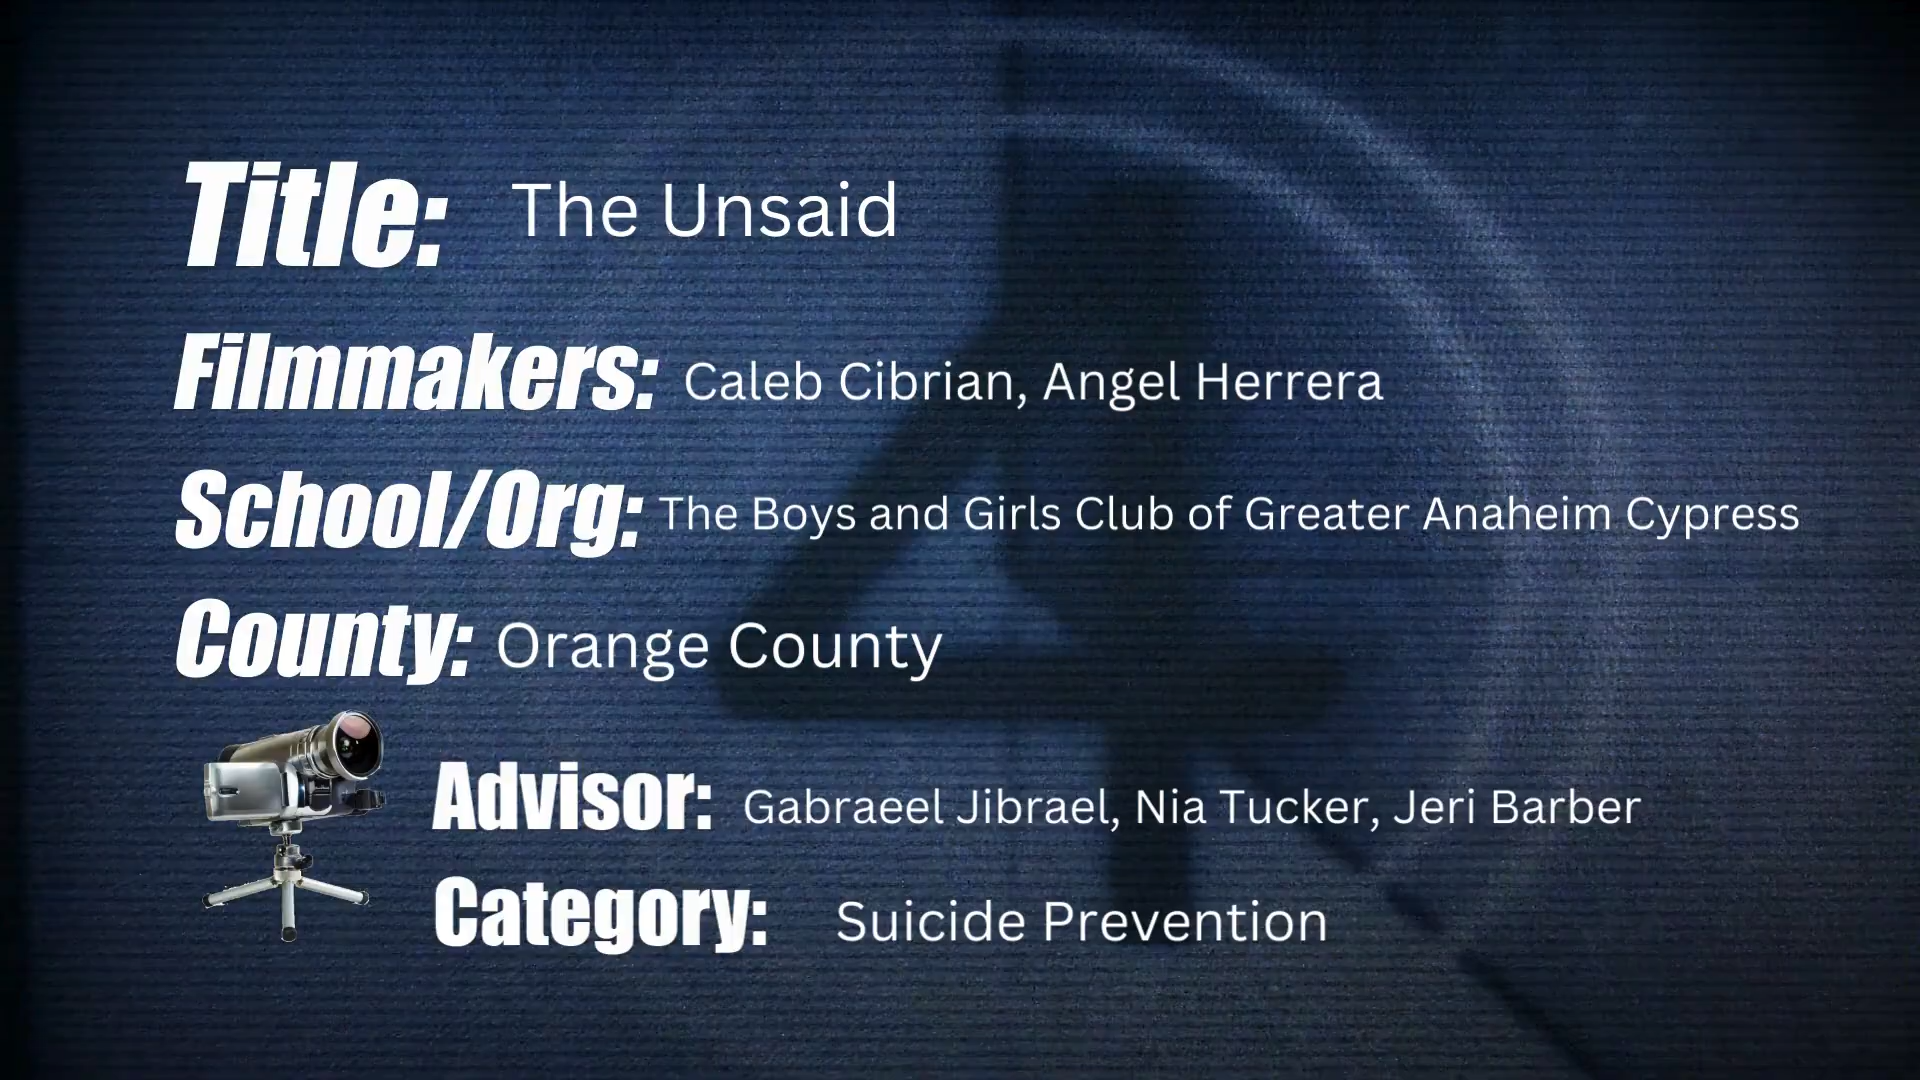 Title: The Unsaid
Filmmakers: Caleb Cibrian, Angel Herrera
School/Org: The Boys and Girls Club of Greater Anaheim Cypress
County: Orange County
Advisor: Gabraeel Jibrael, Nia Tucker, Jeri Barber
Category: Suicide Prevention
4